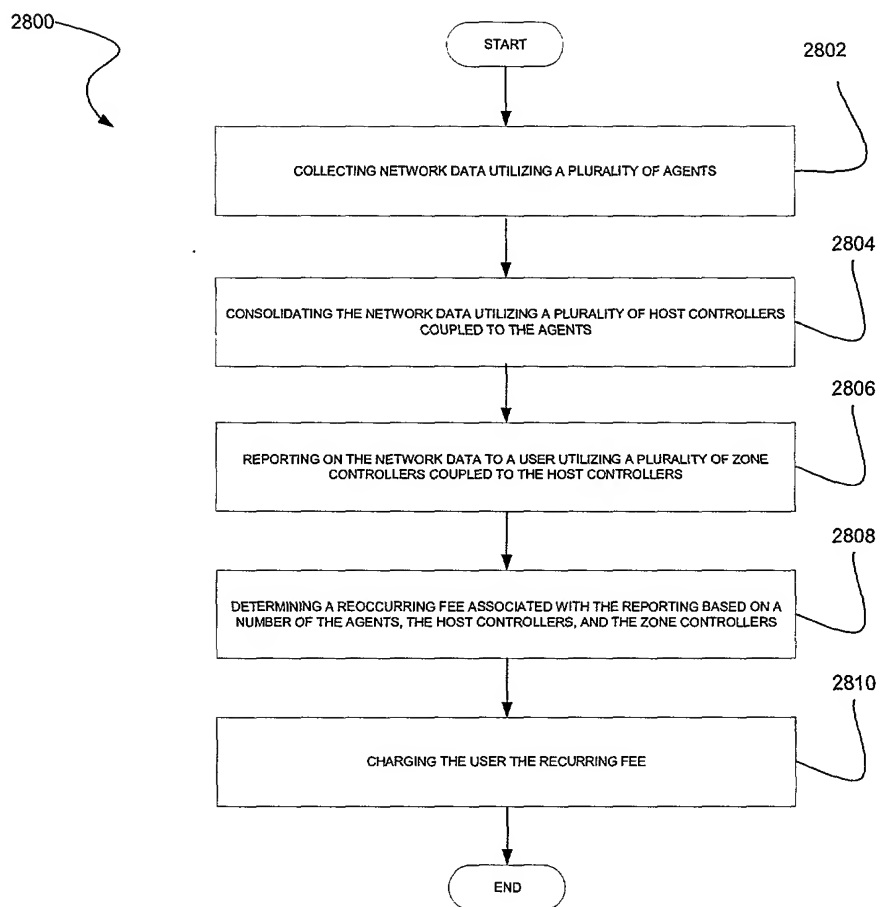 2800
START
2802
COLLECTING NETWORK DATA UTILIZING A PLURALITY OF AGENTS
2804
CONSOLIDATING THE NETWORK DATA UTILIZING A PLURALITY OF HOST CONTROLLERS
COUPLED TO THE AGENTS
2806
REPORTING ON THE NETWORK DATA TO A USER UTILIZING A PLURALITY OF ZONE
CONTROLLERS COUPLED TO THE HOST CONTROLLERS
2808
DETERMINING A REOCCURRING FEE ASSOCIATED WITH THE REPORTING BASED ON A
NUMBER OF THE AGENTS, THE HOST CONTROLLERS, AND THE ZONE CONTROLLERS
2810
CHARGING THE USER THE RECURRING FEE
END